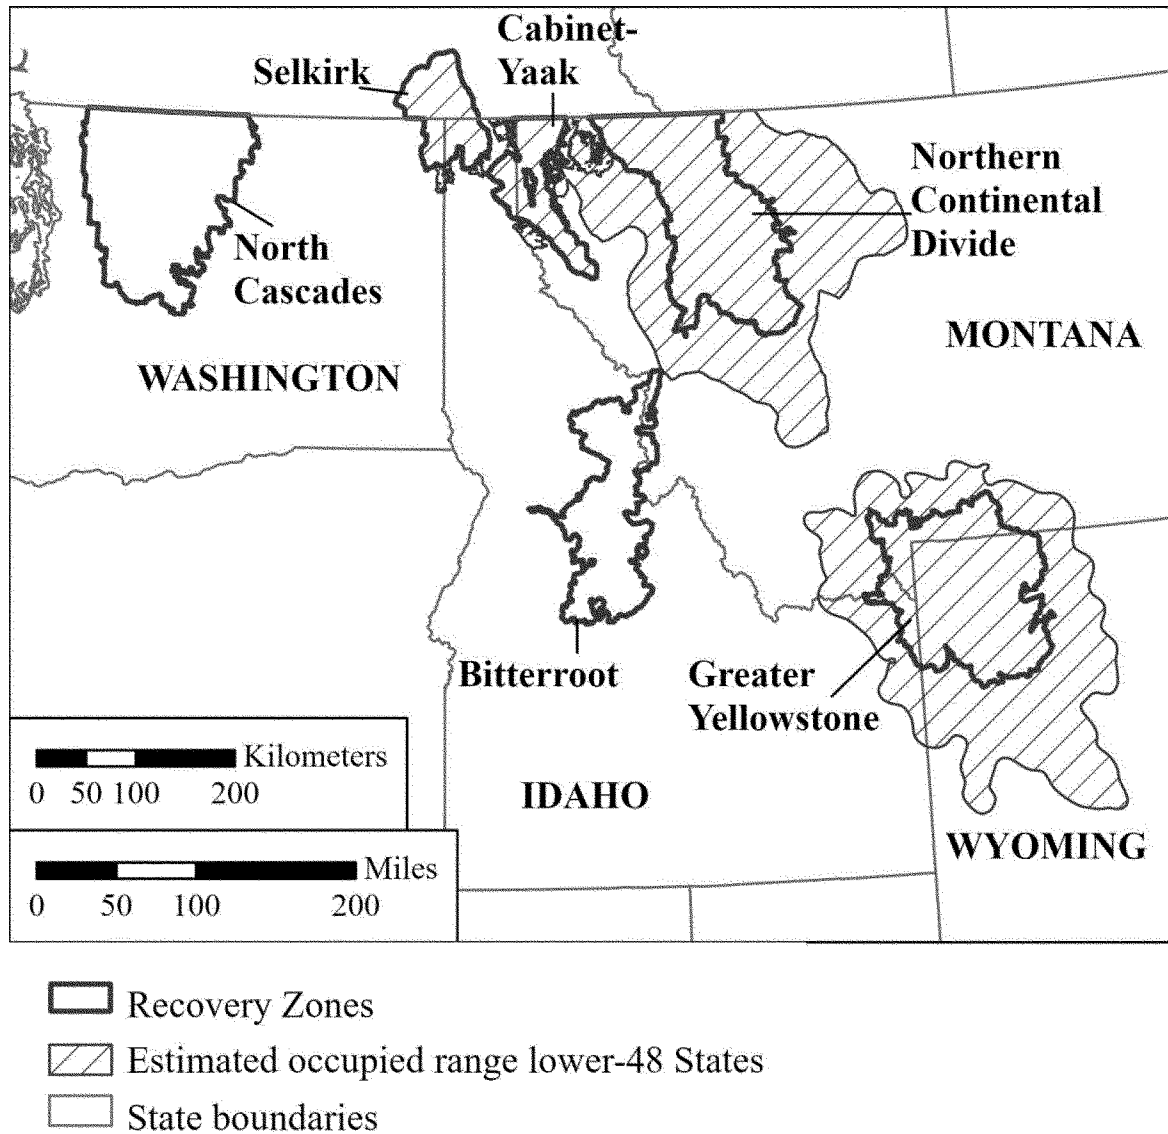 Cabinet-
Yaak
Selkirk
Northern
Continental
Divide
North
Cascades
MONTANA
WASHINGTON
Bitterroot
Greater
Yellowstone
Kilometers
0 50 100 200
IDAHO
WYOMING
Miles
0 50 100 200
Recovery Zones
Estimated occupied range lower-48 States
State boundaries